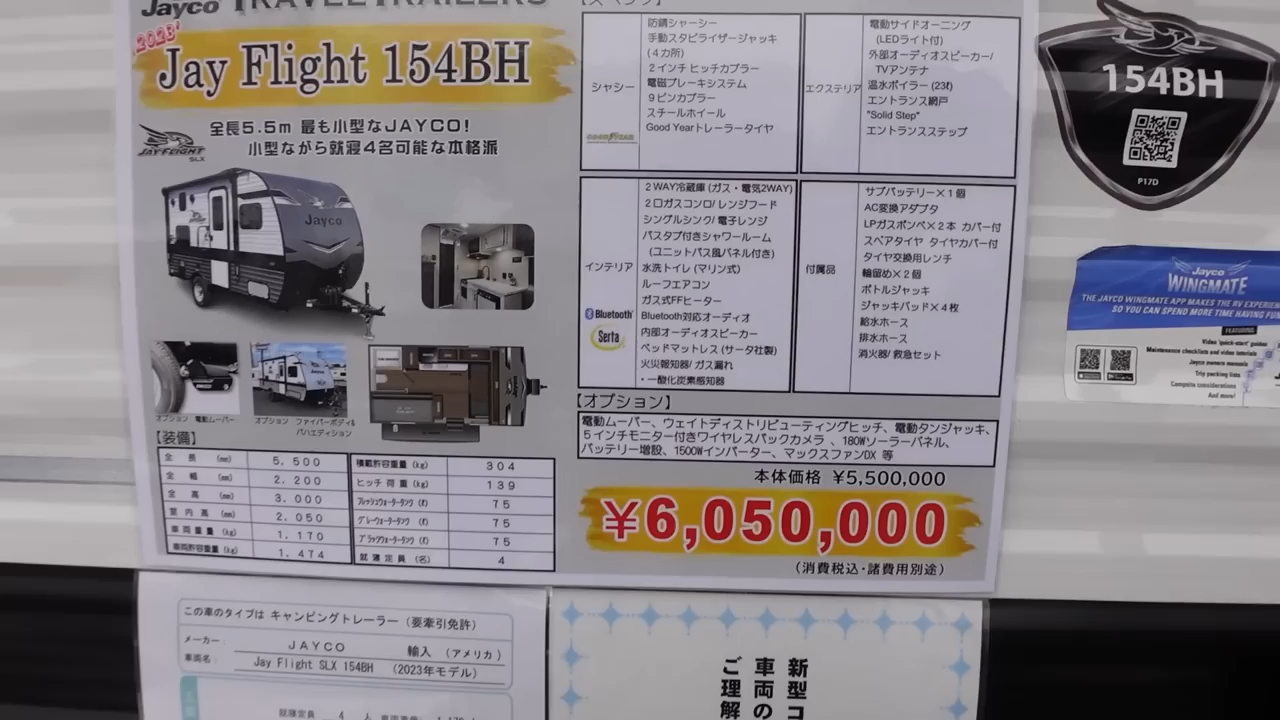 Jayco TRAVEL TRAILERS
2023'
Jay Flight 154BH
全長5.5m 最も小型なJAYCO!
小型ながら就寝4名可能な本格派
JAY FLIGHT
SLX
Jayco
オプション 電動ムーバー
オプション ファイバーボディ&
バハエディション
【装備】
全長 (mm) 5.500
全幅 (mm) 2.200
全高 (mm) 3.000
室内高 (mm) 2.050
車両重量 (kg) 1.170
車両許容重量 (kg) 1.474
積載許容重量 (kg) 304
ヒッチ荷重 (kg) 139
フレッシュウォータータンク (ℓ) 75
グレーウォータータンク (ℓ) 75
ブラックウォータータンク (ℓ) 75
就寝定員 (名) 4
【スペック】
シャシー
GOODYEAR
防錆シャーシー
手動スタビライザージャッキ
(4カ所)
2インチヒッチカプラー
電磁ブレーキシステム
9ピンカプラー
スチールホイール
Good Yearトレーラータイヤ
エクステリア
電動サイドオーニング
(LEDライト付)
外部オーディオスピーカー/
TVアンテナ
温水ボイラー(23ℓ)
エントランス網戸
"Solid Step"
エントランスステップ
インテリア
Bluetooth
Serta
2WAY冷蔵庫(ガス・電気2WAY)
2口ガスコンロ/レンジフード
シングルシンク/電子レンジ
バスタブ付きシャワールーム
(ユニットバス風パネル付き)
水洗トイレ(マリン式)
ルーフエアコン
ガス式FFヒーター
Bluetooth対応オーディオ
内部オーディオスピーカー
ベッドマットレス(サータ社製)
火災報知器/ガス漏れ
・一酸化炭素感知器
付属品
サブバッテリー×1個
AC変換アダプタ
LPガスボンベ×2本 カバー付
スペアタイヤ タイヤカバー付
タイヤ交換用レンチ
輪留め×2個
ボトルジャッキ
ジャッキパッド×4枚
給水ホース
排水ホース
消火器/救急セット
【オプション】
電動ムーバー、ウェイトディストリビューティングヒッチ、電動タンジャッキ、
5インチモニター付きワイヤレスバックカメラ、180Wソーラーパネル、
バッテリー増設、1500Wインバーター、マックスファンDX 等
本体価格 ¥5,500,000
¥6,050,000
(消費税込・諸費用別途)
154BH
P17D
Jayco
WINGMATE
THE JAYCO WINGMATE APP MAKES THE RV EXPERIEN
SO YOU CAN SPEND MORE TIME HAVING FU
FEATURING
Video 'quick-start' guides
Maintenance checklists and video tutorials
Jayco owners manuals
Trip packing lists
Campsite considerations
And more!
この車のタイプは キャンピングトレーラー(要牽引免許)
メーカー: JAYCO 輸入 (アメリカ)
車両名: Jay Flight SLX 154BH (2023年モデル)
就寝定員 4 人
新型コ
車両の
ご理解